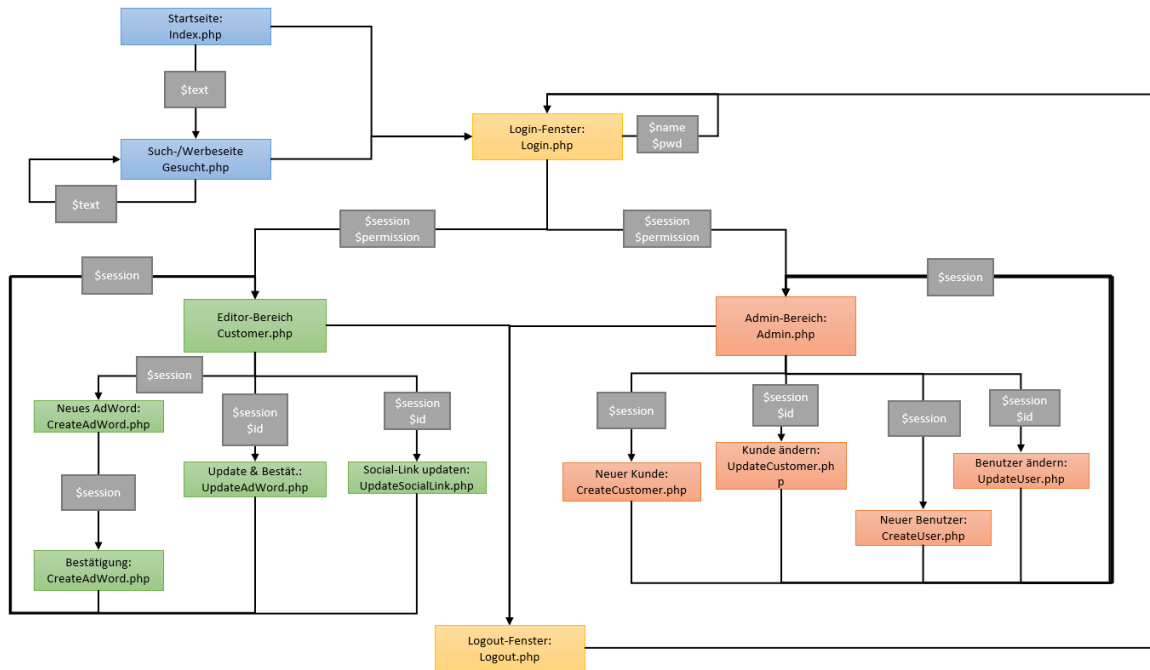 Startseite:
Index.php
$text
Such-/Werbeseite
Gesucht.php
$text
Login-Fenster:
Login.php
$name
$pwd
$session
$permission
$session
$permission
$session
$session
Editor-Bereich
Customer.php
Admin-Bereich:
Admin.php
$session
Neues AdWord:
CreateAdWord.php
$session
$id
$session
$id
$session
Update & Bestät.:
UpdateAdWord.php
Social-Link updaten:
UpdateSocialLink.php
Bestätigung:
CreateAdWord.php
$session
$session
$id
$session
$session
$id
Neuer Kunde:
CreateCustomer.php
Kunde ändern:
UpdateCustomer.ph
p
Neuer Benutzer:
CreateUser.php
Benutzer ändern:
UpdateUser.php
Logout-Fenster:
Logout.php